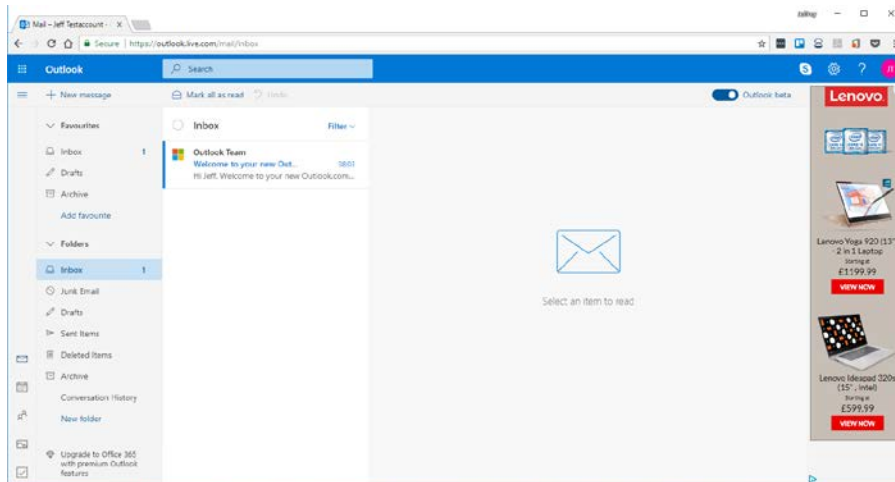 Mail – Jeff Testaccount -
Secure | https://outlook.live.com/mail/inbox
Outlook
Search
New message
Mark all as read
Undo
Outlook beta
Favourites
Inbox 1
Drafts
Archive
Add favourite
Folders
Inbox 1
Junk Email
Drafts
Sent Items
Deleted Items
Archive
Conversation History
New folder
Upgrade to Office 365
with premium Outlook
features
Inbox
Filter
Outlook Team
Welcome to your new Out...
Hi Jeff, Welcome to your new Outlook.com...
Select an item to read
Lenovo
Lenovo Yoga 920 (13"
- 2 in 1 Laptop
Starting at
£1199.99
VIEW NOW
Lenovo Ideapad 320s
(15", Intel)
Starting at
£599.99
VIEW NOW